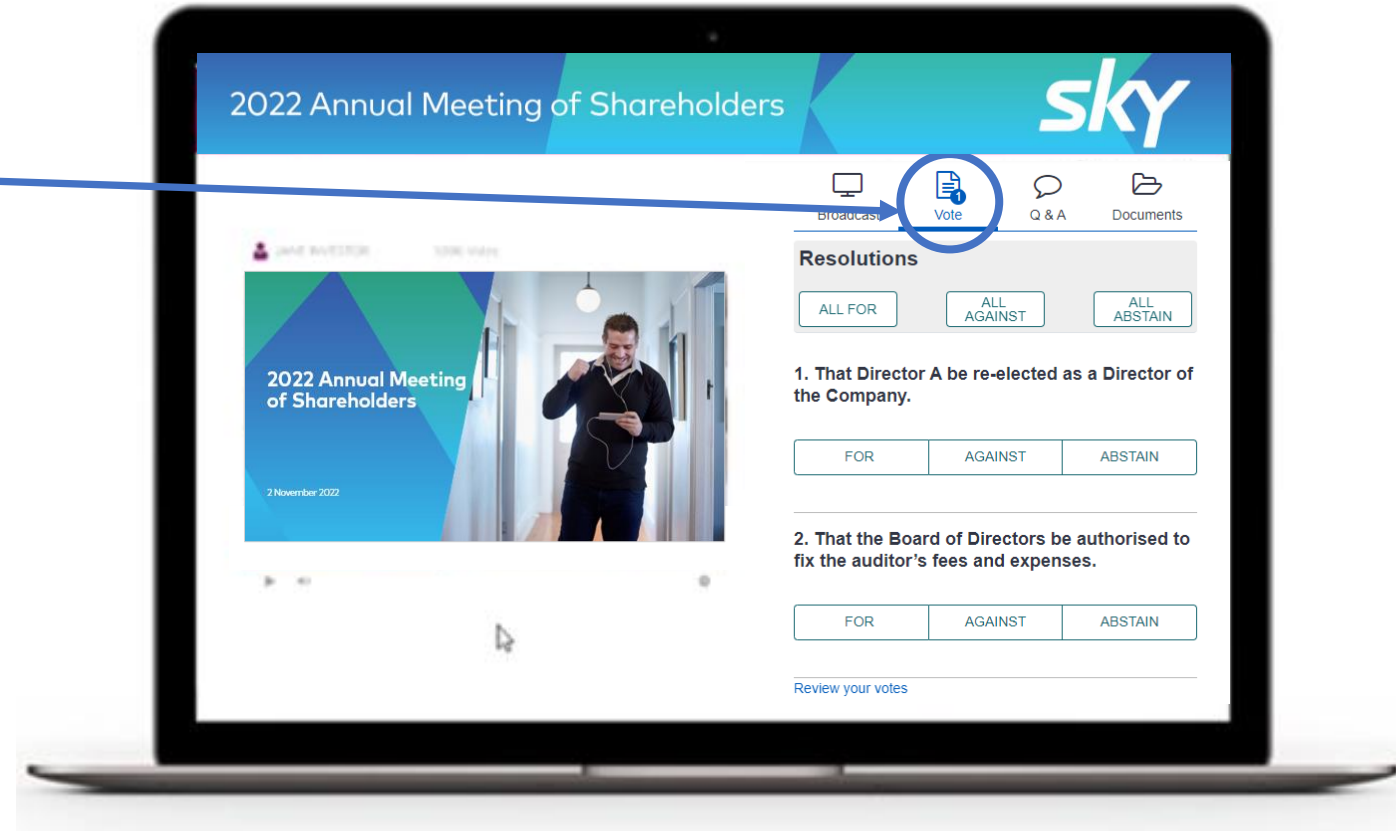 2022 Annual Meeting of Shareholders
sky
Broadcast
Vote
1
Q & A
Documents
JANE INVESTOR
Votes
2022 Annual Meeting
of Shareholders
2 November 2022
Resolutions
ALL FOR
ALL
AGAINST
ALL
ABSTAIN
1. That Director A be re-elected as a Director of
the Company.
FOR
AGAINST
ABSTAIN
2. That the Board of Directors be authorised to
fix the auditor’s fees and expenses.
FOR
AGAINST
ABSTAIN
Review your votes